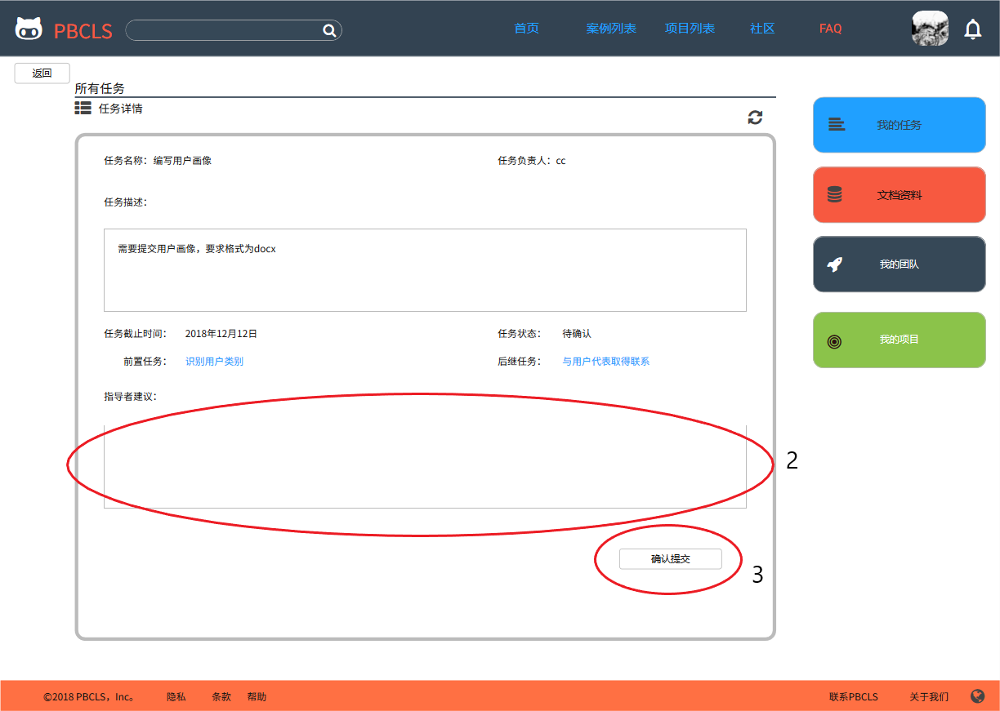 PBCLS 首页 案例列表 项目列表 社区 FAQ
返回
所有任务
任务详情
任务名称：编写用户画像 任务负责人：cc
任务描述：
需要提交用户画像，要求格式为docx
任务截止时间： 2018年12月12日 任务状态： 待确认
前置任务： 识别用户类别 后继任务： 与用户代表取得联系
指导者建议：
2
确认提交
3
我的任务
文档资料
我的团队
我的项目
©2018 PBCLS，Inc。 隐私 条款 帮助 联系PBCLS 关于我们